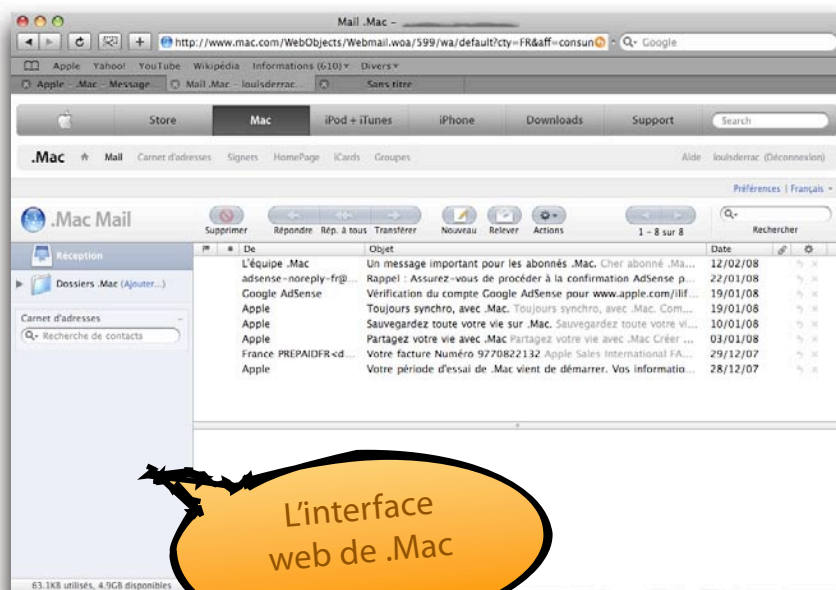 Mail .Mac –
http://www.mac.com/WebObjects/Webmail.woa/599/wa/default?cty=FR&aff=consun
Google
Apple Yahoo! YouTube Wikipédia Informations (610) Divers
Apple - .Mac - Message... Mail .Mac – louisderrac... Sans titre
Store Mac iPod + iTunes iPhone Downloads Support Search
.Mac Mail Carnet d'adresses Signets HomePage iCards Groupes Aide louisderrac (Déconnexion)
Préférences | Français
.Mac Mail
Supprimer Répondre Rép. à tous Transférer Nouveau Relever Actions 1 – 8 sur 8 Rechercher
Réception
Dossiers .Mac (Ajouter...)
Carnet d'adresses
Recherche de contacts
De Objet Date
L'équipe .Mac Un message important pour les abonnés .Mac. Cher abonné .Ma... 12/02/08
adsense-noreply-fr@... Rappel : Assurez-vous de procéder à la confirmation AdSense p... 22/01/08
Google AdSense Vérification du compte Google AdSense pour www.apple.com/ilif... 19/01/08
Apple Toujours synchro, avec .Mac. Toujours synchro, avec .Mac. Com... 19/01/08
Apple Sauvegardez toute votre vie sur .Mac. Sauvegardez toute votre vi... 10/01/08
Apple Partagez votre vie avec .Mac Partagez votre vie avec .Mac Créer ... 03/01/08
France PREPAIDFR<d... Votre facture Numéro 9770822132 Apple Sales International FA... 29/12/07
Apple Votre période d'essai de .Mac vient de démarrer. Vos informatio... 28/12/07
L'interface
web de .Mac
63.1KB utilisés, 4.9GB disponibles